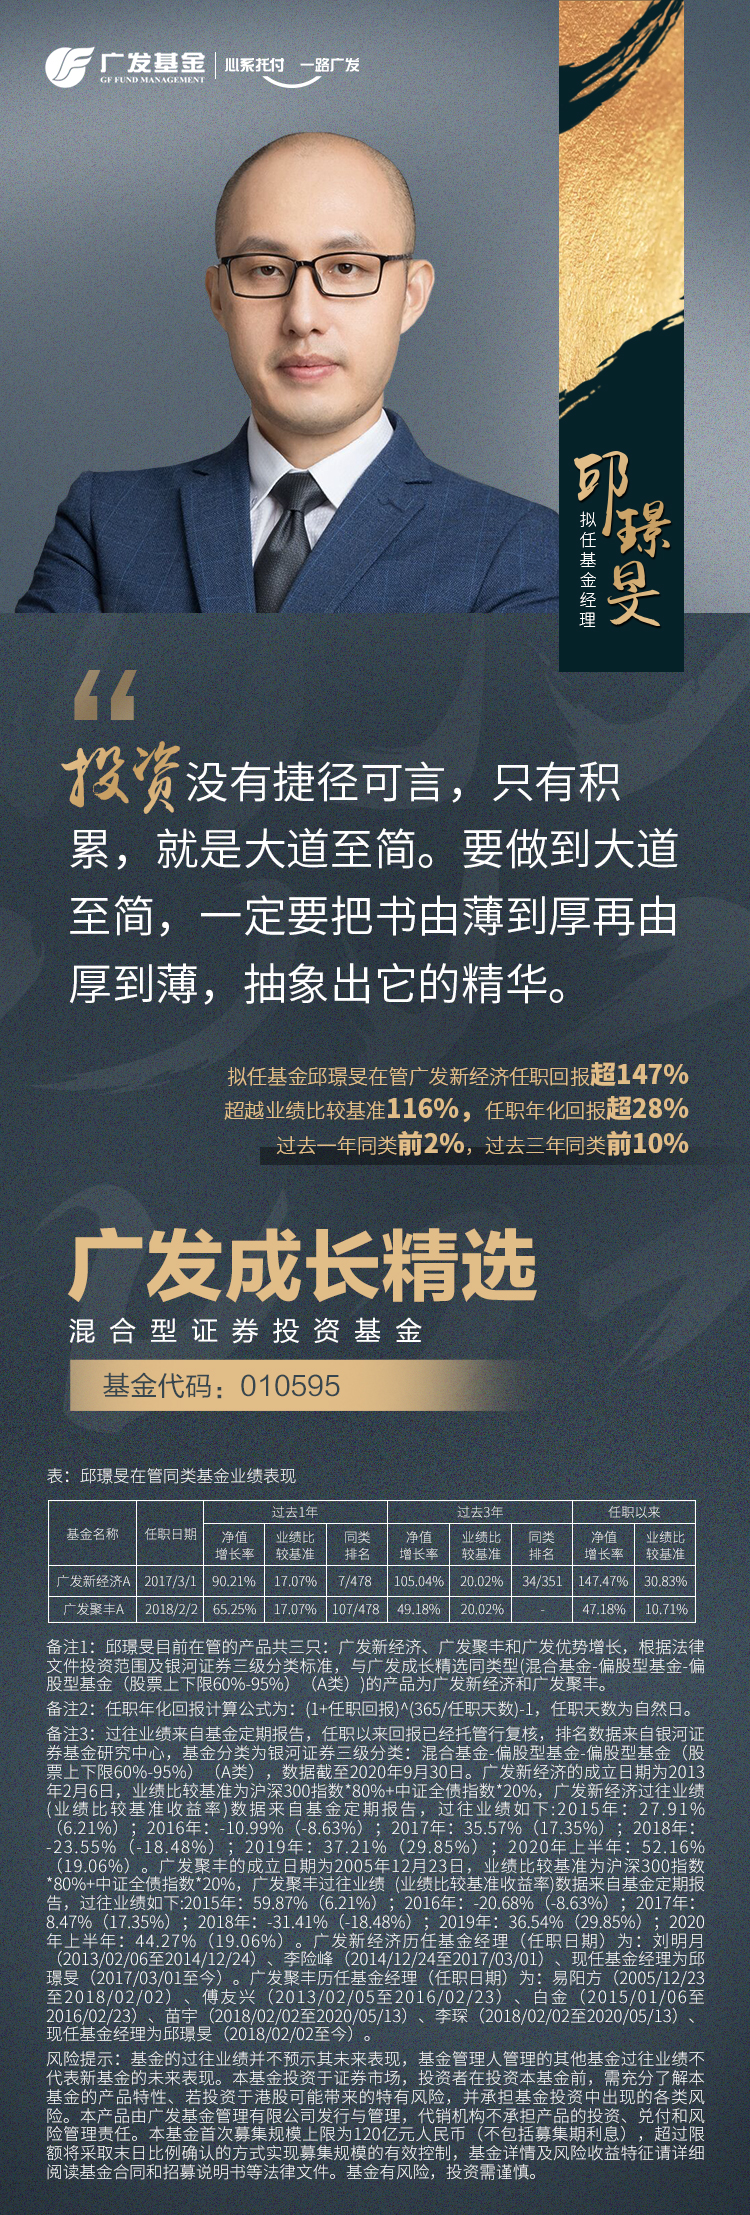 广发基金
GF FUND MANAGEMENT
心系托付 一路广发
邱璟旻
拟任基金经理
投资没有捷径可言，只有积
累，就是大道至简。要做到大道
至简，一定要把书由薄到厚再由
厚到薄，抽象出它的精华。
拟任基金邱璟旻在管广发新经济任职回报超147%
超越业绩比较基准116%，任职年化回报超28%
过去一年同类前2%，过去三年同类前10%
广发成长精选
混合型证券投资基金
基金代码：010595
表：邱璟旻在管同类基金业绩表现
基金名称 任职日期 过去1年 过去3年 任职以来
净值增长率 业绩比较基准 同类排名 净值增长率 业绩比较基准 同类排名 净值增长率 业绩比较基准
广发新经济A 2017/3/1 90.21% 17.07% 7/478 105.04% 20.02% 34/351 147.47% 30.83%
广发聚丰A 2018/2/2 65.25% 17.07% 107/478 49.18% 20.02% - 47.18% 10.71%
备注1：邱璟旻目前在管的产品共三只：广发新经济、广发聚丰和广发优势增长，根据法律
文件投资范围及银河证券三级分类标准，与广发成长精选同类型(混合基金-偏股型基金-偏
股型基金（股票上下限60%-95%）（A类）)的产品为广发新经济和广发聚丰。
备注2：任职年化回报计算公式为：(1+任职回报)^(365/任职天数)-1，任职天数为自然日。
备注3：过往业绩来自基金定期报告，任职以来回报已经托管行复核，排名数据来自银河证
券基金研究中心，基金分类为银河证券三级分类：混合基金-偏股型基金-偏股型基金（股
票上下限60%-95%）（A类），数据截至2020年9月30日。广发新经济的成立日期为2013
年2月6日，业绩比较基准为沪深300指数*80%+中证全债指数*20%，广发新经济过往业绩
(业绩比较基准收益率)数据来自基金定期报告，过往业绩如下:2015年：27.91%
（6.21%）；2016年：-10.99%（-8.63%）；2017年：35.57%（17.35%）；2018年：
-23.55%（-18.48%）；2019年：37.21%（29.85%）；2020年上半年：52.16%
（19.06%）。广发聚丰的成立日期为2005年12月23日，业绩比较基准为沪深300指数
*80%+中证全债指数*20%，广发聚丰过往业绩 (业绩比较基准收益率)数据来自基金定期报
告，过往业绩如下:2015年：59.87%（6.21%）；2016年：-20.68%（-8.63%）；2017年：
8.47%（17.35%）；2018年：-31.41%（-18.48%）；2019年：36.54%（29.85%）；2020
年上半年：44.27%（19.06%）。广发新经济历任基金经理（任职日期）为：刘明月
（2013/02/06至2014/12/24）、李险峰（2014/12/24至2017/03/01）、现任基金经理为邱
璟旻（2017/03/01至今）。广发聚丰历任基金经理（任职日期）为：易阳方（2005/12/23
至2018/02/02）、傅友兴（2013/02/05至2016/02/23）、白金（2015/01/06至
2016/02/23）、苗宇（2018/02/02至2020/05/13）、李琛（2018/02/02至2020/05/13）、
现任基金经理为邱璟旻（2018/02/02至今）。
风险提示：基金的过往业绩并不预示其未来表现，基金管理人管理的其他基金过往业绩不
代表新基金的未来表现。本基金投资于证券市场，投资者在投资本基金前，需充分了解本
基金的产品特性、若投资于港股可能带来的特有风险，并承担基金投资中出现的各类风
险。本产品由广发基金管理有限公司发行与管理，代销机构不承担产品的投资、兑付和风
险管理责任。本基金首次募集规模上限为120亿元人民币（不包括募集期利息），超过限
额将采取末日比例确认的方式实现募集规模的有效控制，基金详情及风险收益特征请详细
阅读基金合同和招募说明书等法律文件。基金有风险，投资需谨慎。